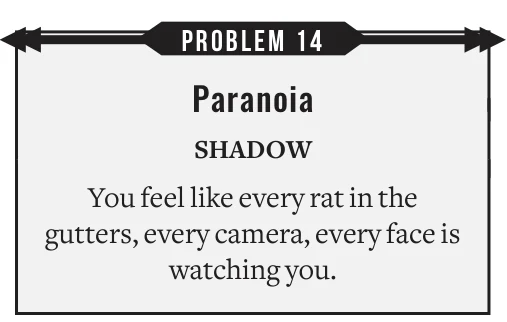 PROBLEM 14
Paranoia
SHADOW
You feel like every rat in the
gutters, every camera, every face is
watching you.